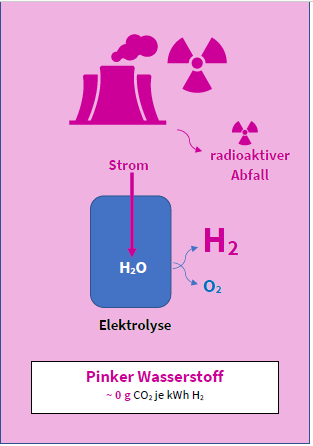 radioaktiver
Abfall
Strom
H₂O
H₂
O₂
Elektrolyse
Pinker Wasserstoff
~ 0 g CO₂ je kWh H₂